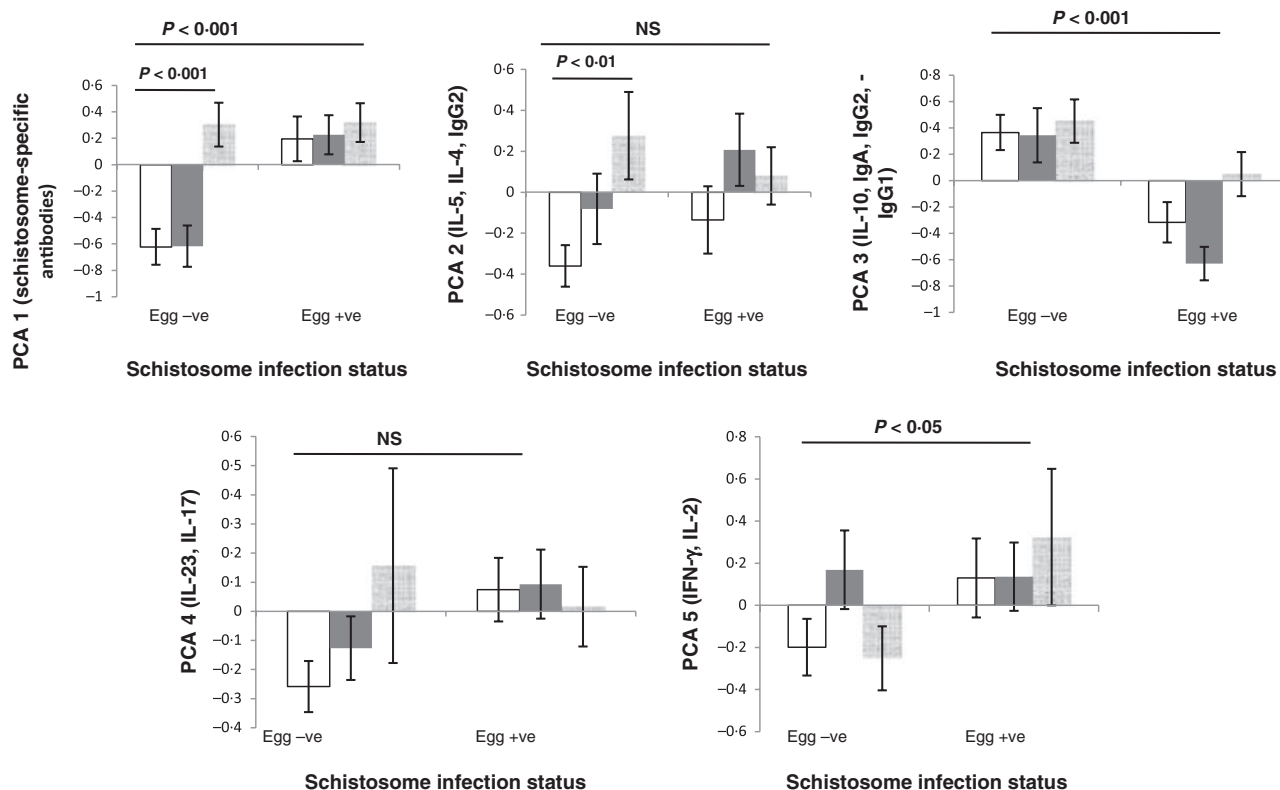 P < 0·001
P < 0·001
PCA 1 (schistosome-specific
antibodies)
0·6
0·4
0·2
0
−0·2
−0·4
−0·6
−0·8
−1
Egg –ve
Egg +ve
Schistosome infection status
NS
P < 0·01
PCA 2 (IL-5, IL-4, IgG2)
0·6
0·4
0·2
0
−0·2
−0·4
−0·6
Egg –ve
Egg +ve
Schistosome infection status
P < 0·001
PCA 3 (IL-10, IgA, IgG2, -
IgG1)
0·8
0·6
0·4
0·2
0
−0·2
−0·4
−0·6
−0·8
−1
Egg –ve
Egg +ve
Schistosome infection status
NS
PCA 4 (IL-23, IL-17)
0·6
0·5
0·4
0·3
0·2
0·1
0
−0·1
−0·2
−0·3
−0·4
Egg –ve
Egg +ve
Schistosome infection status
P < 0·05
PCA 5 (IFN-γ, IL-2)
0·8
0·6
0·4
0·2
0
−0·2
−0·4
−0·6
Egg –ve
Egg +ve
Schistosome infection status